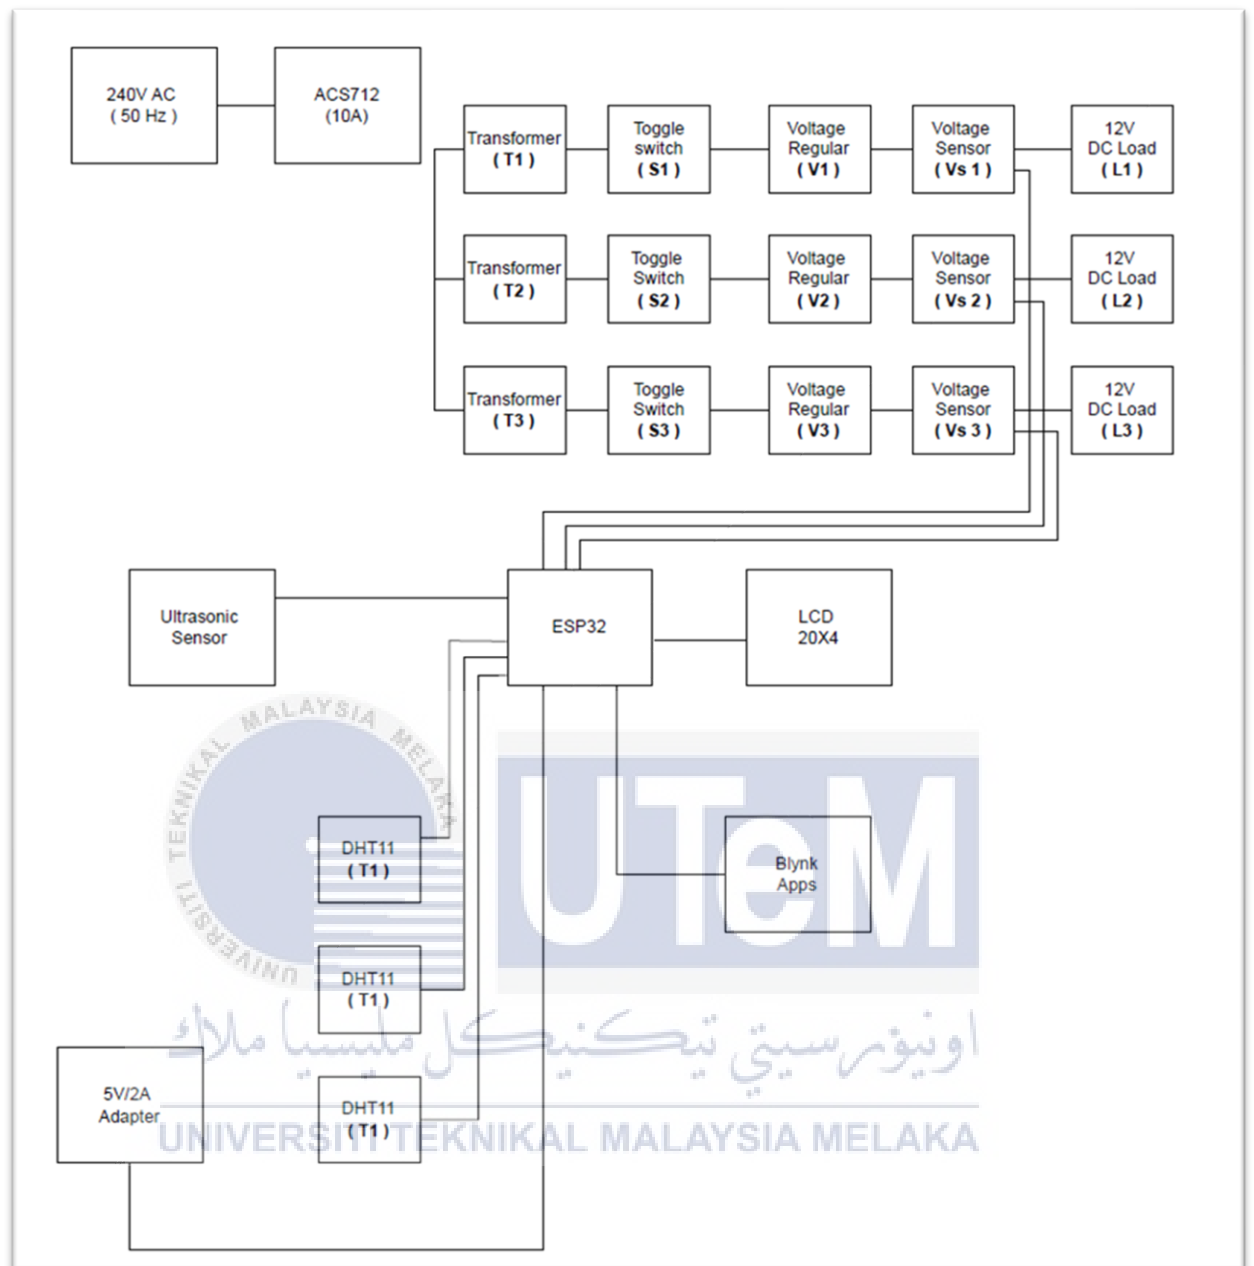 240V AC
( 50 Hz )
ACS712
(10A)
Transformer
( T1 )
Toggle
switch
( S1 )
Voltage
Regular
( V1 )
Voltage
Sensor
( Vs 1 )
12V
DC Load
( L1 )
Transformer
( T2 )
Toggle
Switch
( S2 )
Voltage
Regular
( V2 )
Voltage
Sensor
( Vs 2 )
12V
DC Load
( L2 )
Transformer
( T3 )
Toggle
Switch
( S3 )
Voltage
Regular
( V3 )
Voltage
Sensor
( Vs 3 )
12V
DC Load
( L3 )
Ultrasonic
Sensor
ESP32
LCD
20X4
UNIVERSITI TEKNIKAL MALAYSIA MELAKA
UTeM
DHT11
( T1 )
Blynk
Apps
DHT11
( T1 )
اونيۏرسيتي تيکنيکل مليسيا ملاك
5V/2A
Adapter
DHT11
( T1 )
UNIVERSITI TEKNIKAL MALAYSIA MELAKA